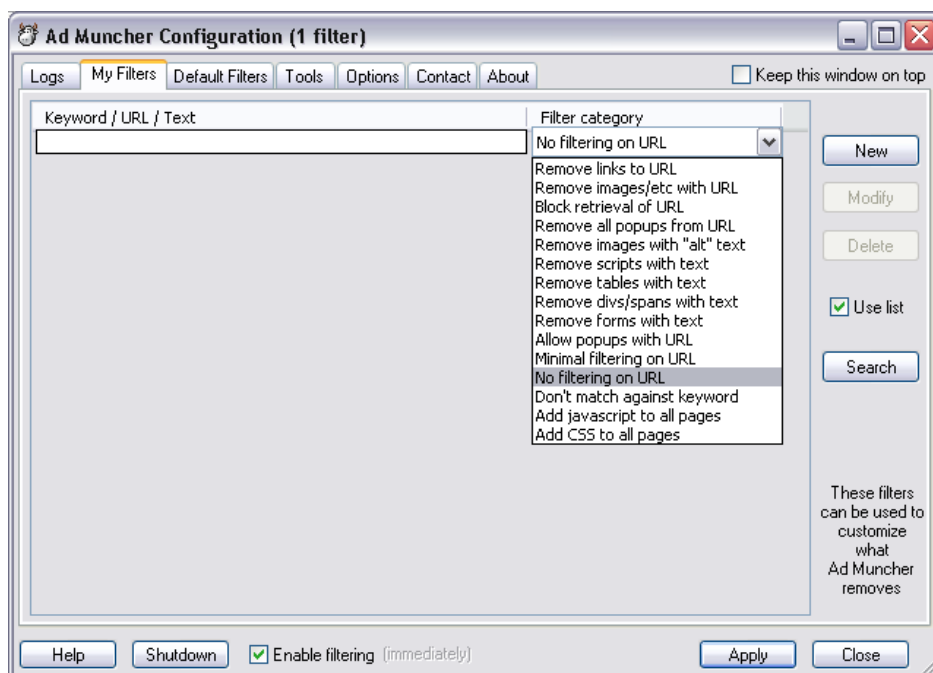 Ad Muncher Configuration (1 filter)
Logs My Filters Default Filters Tools Options Contact About Keep this window on top
Keyword / URL / Text Filter category
No filtering on URL
New
Remove links to URL
Remove images/etc with URL
Block retrieval of URL
Modify
Remove all popups from URL
Remove images with "alt" text
Delete
Remove scripts with text
Remove tables with text
Remove divs/spans with text
Use list
Remove forms with text
Allow popups with URL
Minimal filtering on URL
Search
No filtering on URL
Don't match against keyword
Add javascript to all pages
Add CSS to all pages
These filters
can be used to
customize
what
Ad Muncher
removes
Help Shutdown Enable filtering (immediately) Apply Close